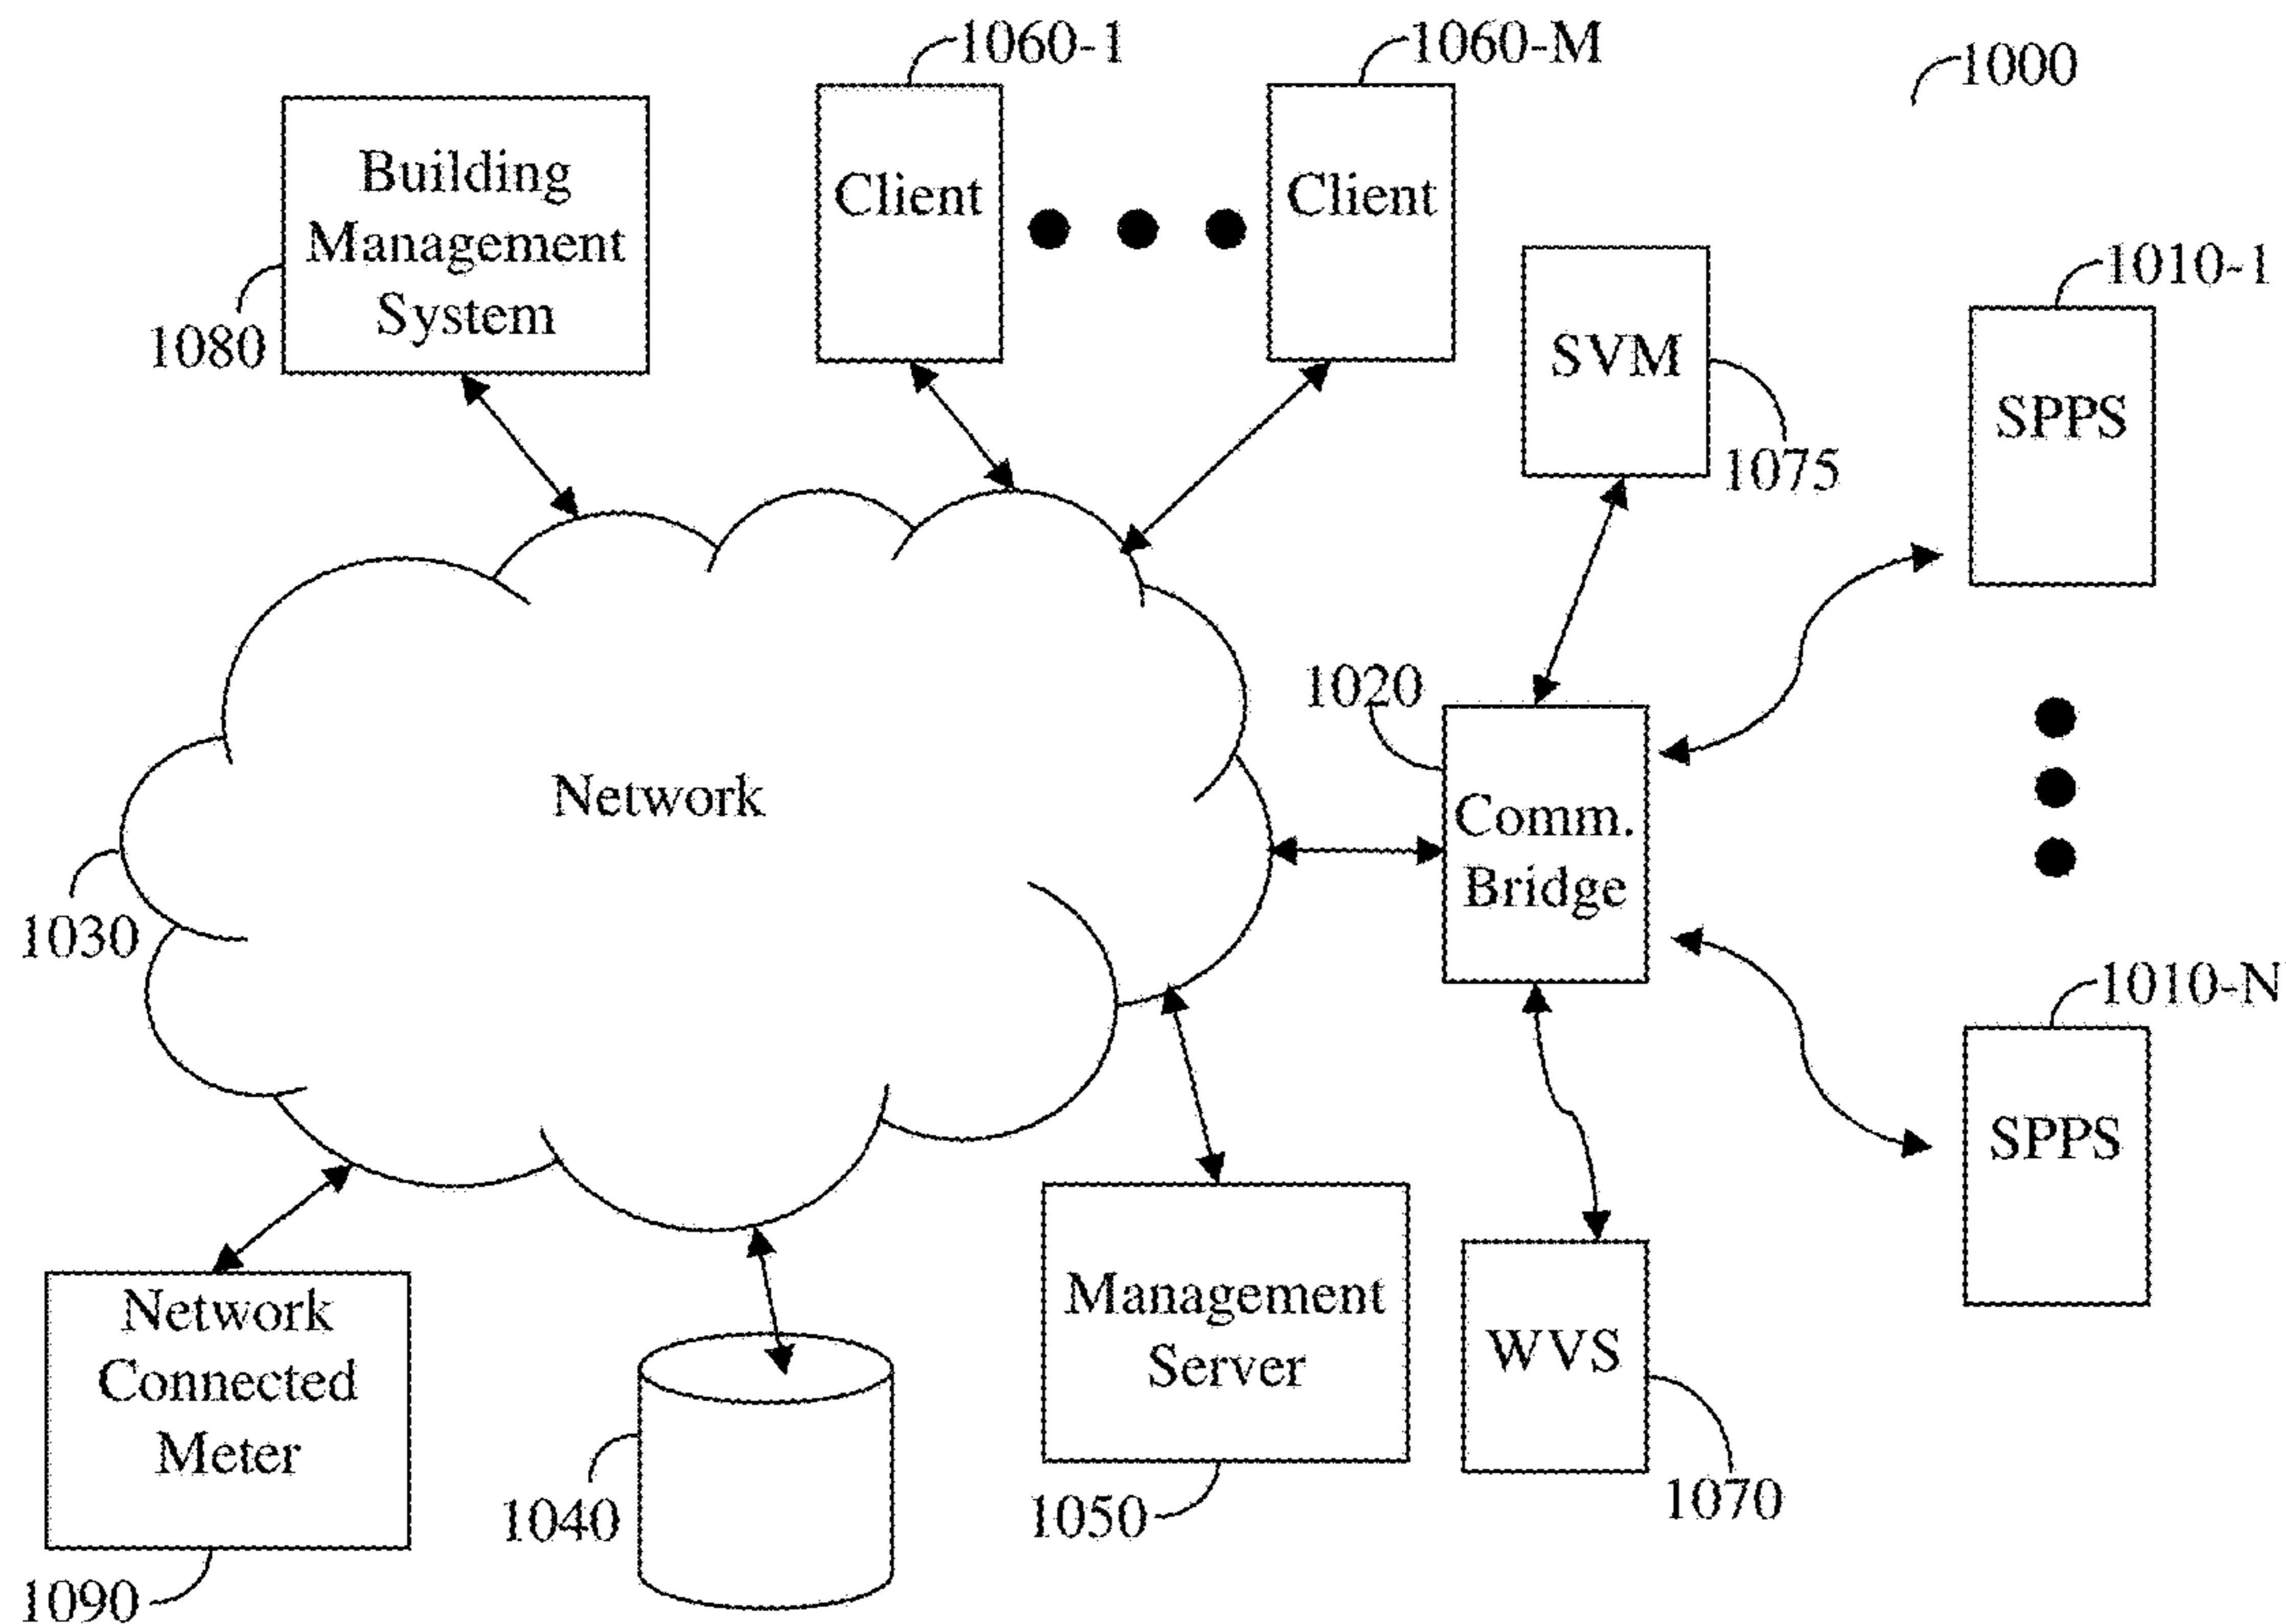 1060-1
1060-M
1000
Building
Management
System
1080
Client
Client
SVM
1075
1010-1
SPPS
Network
1030
1020
Comm.
Bridge
1010-N
SPPS
Network
Connected
Meter
1090
1040
Management
Server
1050
WVS
1070